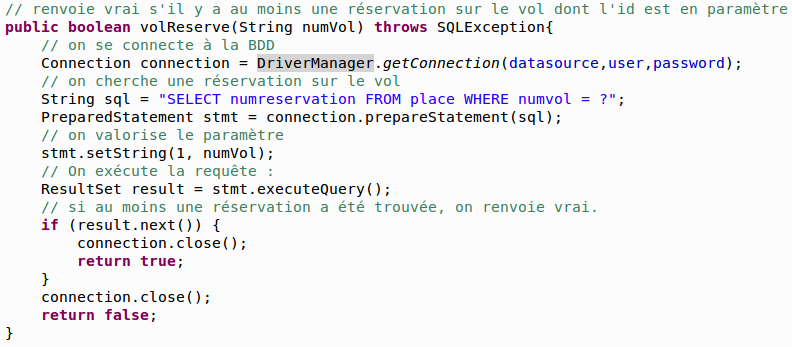 // renvoie vrai s'il y a au moins une réservation sur le vol dont l'id est en paramètre
public boolean volReserve(String numVol) throws SQLException{
    // on se connecte à la BDD
    Connection connection = DriverManager.getConnection(datasource,user,password);
    // on cherche une réservation sur le vol
    String sql = "SELECT numreservation FROM place WHERE numvol = ?";
    PreparedStatement stmt = connection.prepareStatement(sql);
    // on valorise le paramètre
    stmt.setString(1, numVol);
    // On exécute la requête :
    ResultSet result = stmt.executeQuery();
    // si au moins une réservation a été trouvée, on renvoie vrai.
    if (result.next()) {
        connection.close();
        return true;
    }
    connection.close();
    return false;
}